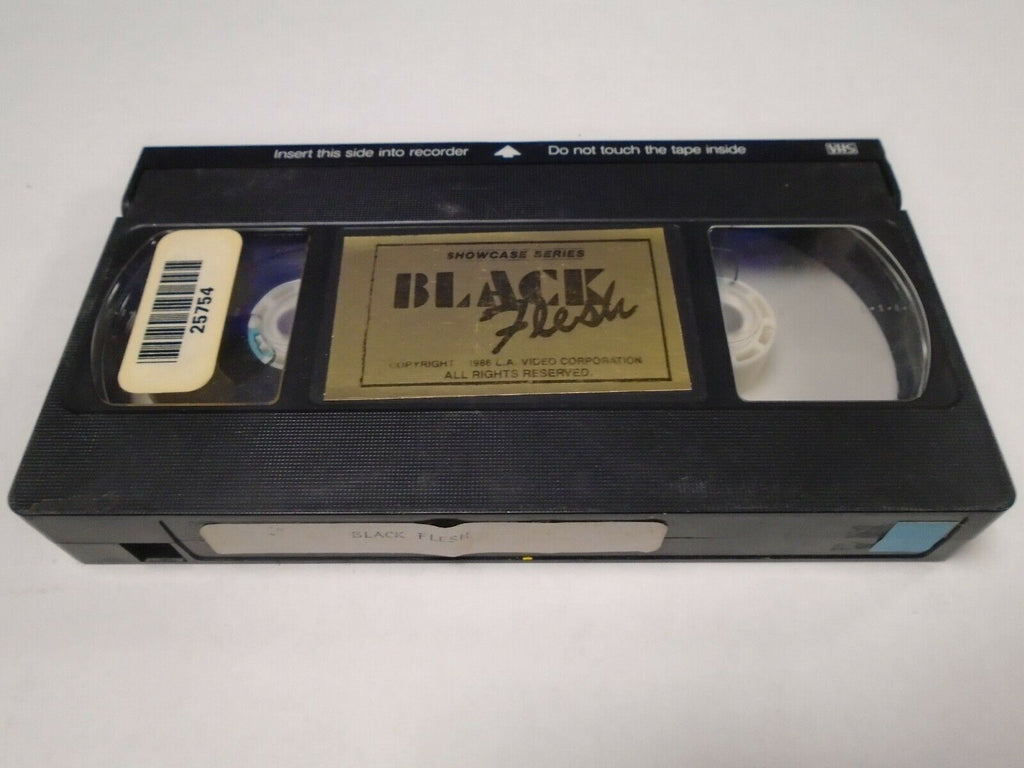 Insert this side into recorder Do not touch the tape inside VHS
25754
SHOWCASE SERIES
BLACK
Flesh
COPYRIGHT 1986 L.A. VIDEO CORPORATION
ALL RIGHTS RESERVED.
BLACK FLESH